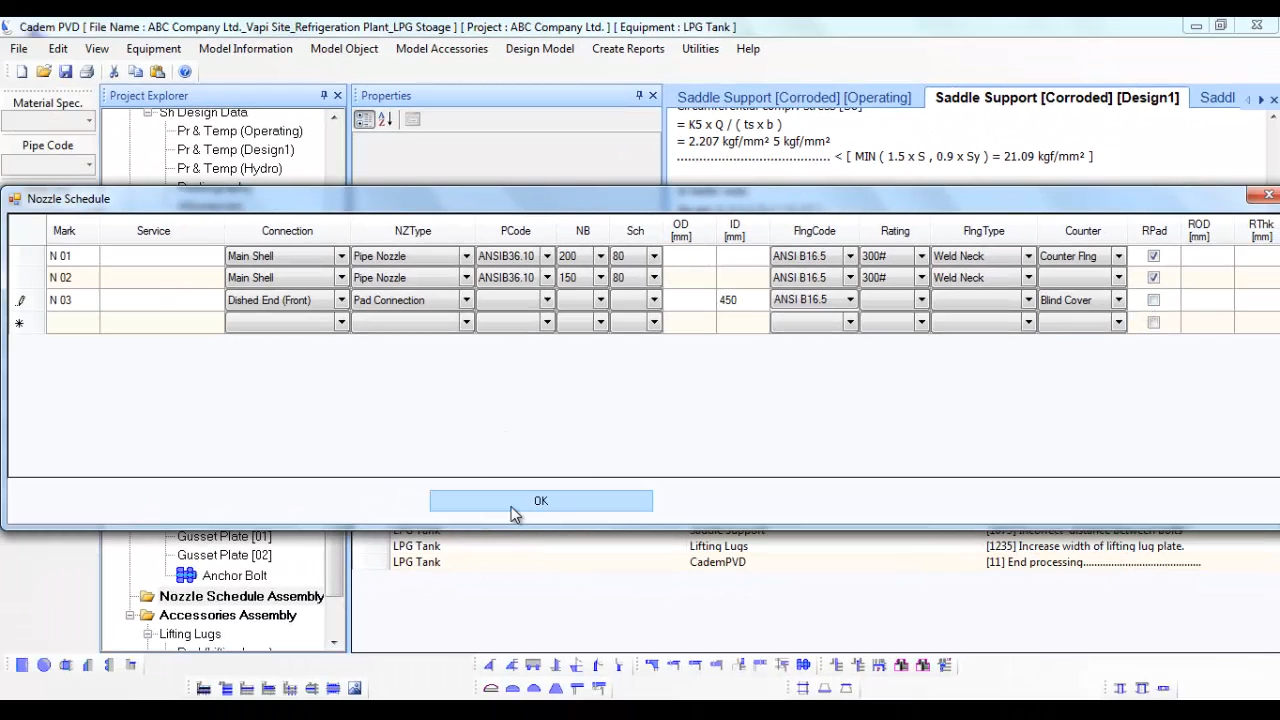 Cadem PVD [ File Name : ABC Company Ltd._Vapi Site_Refrigeration Plant_LPG Stoage ] [ Project : ABC Company Ltd. ] [ Equipment : LPG Tank ]
File Edit View Equipment Model Information Model Object Model Accessories Design Model Create Reports Utilities Help
Material Spec.
Pipe Code
Project Explorer
Sh Design Data
Pr & Temp (Operating)
Pr & Temp (Design1)
Pr & Temp (Hydro)
Properties
Saddle Support [Corroded] [Operating] Saddle Support [Corroded] [Design1] Saddl
= K5 x Q / ( ts x b )
= 2.207 kgf/mm² 5 kgf/mm²
< [ MIN ( 1.5 x S , 0.9 x Sy ) = 21.09 kgf/mm² ]
Nozzle Schedule
Mark Service Connection NZType PCode NB Sch OD [mm] ID [mm] FlngCode Rating FlngType Counter RPad ROD [mm] RThk [mm]
N 01 Main Shell Pipe Nozzle ANSIB36.10 200 80 ANSI B16.5 300# Weld Neck Counter Flng
N 02 Main Shell Pipe Nozzle ANSIB36.10 150 80 ANSI B16.5 300# Weld Neck
N 03 Dished End (Front) Pad Connection 450 ANSI B16.5 Blind Cover
OK
Gusset Plate [01]
Gusset Plate [02]
Anchor Bolt
Nozzle Schedule Assembly
Accessories Assembly
Lifting Lugs
LPG Tank Lifting Lugs [1235] Increase width of lifting lug plate.
LPG Tank CademPVD [11] End processing....................................